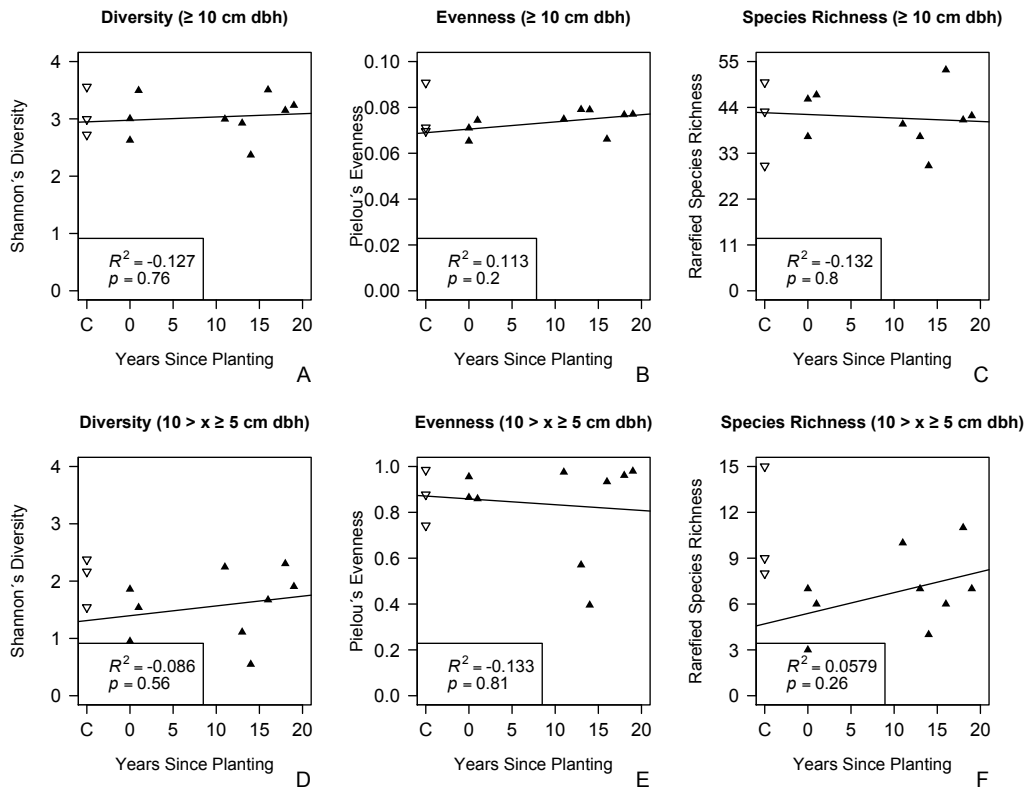 Diversity (≥ 10 cm dbh)
Shannon´s Diversity
4
3
2
1
0
R² = -0.127
p = 0.76
C 0 5 10 15 20
Years Since Planting
A
Evenness (≥ 10 cm dbh)
Pielou´s Evenness
0.10
0.08
0.06
0.04
0.02
0.00
R² = 0.113
p = 0.2
C 0 5 10 15 20
Years Since Planting
B
Species Richness (≥ 10 cm dbh)
Rarefied Species Richness
55
44
33
22
11
0
R² = -0.132
p = 0.8
C 0 5 10 15 20
Years Since Planting
C
Diversity (10 > x ≥ 5 cm dbh)
Shannon´s Diversity
4
3
2
1
0
R² = -0.086
p = 0.56
C 0 5 10 15 20
Years Since Planting
D
Evenness (10 > x ≥ 5 cm dbh)
Pielou´s Evenness
1.0
0.8
0.6
0.4
0.2
0.0
R² = -0.133
p = 0.81
C 0 5 10 15 20
Years Since Planting
E
Species Richness (10 > x ≥ 5 cm dbh)
Rarefied Species Richness
15
12
9
6
3
0
R² = 0.0579
p = 0.26
C 0 5 10 15 20
Years Since Planting
F